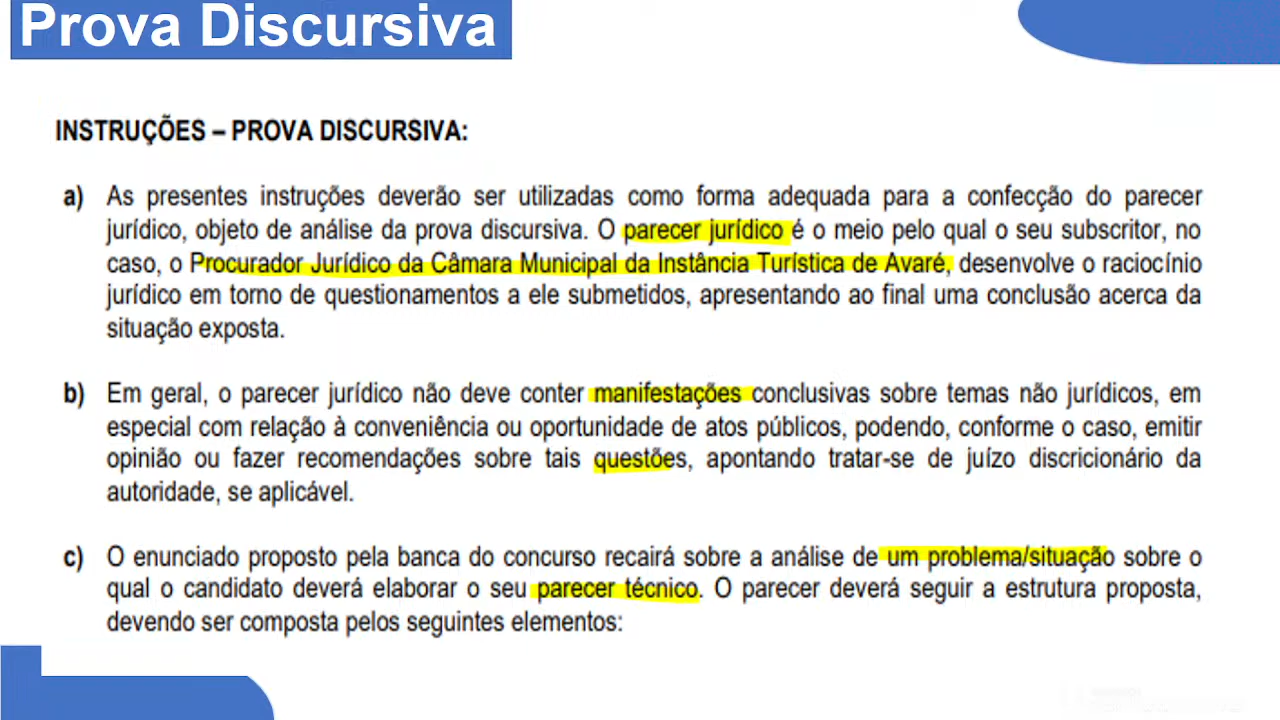 Prova Discursiva
INSTRUÇÕES – PROVA DISCURSIVA:
a) As presentes instruções deverão ser utilizadas como forma adequada para a confecção do parecer
jurídico, objeto de análise da prova discursiva. O parecer jurídico é o meio pelo qual o seu subscritor, no
caso, o Procurador Jurídico da Câmara Municipal da Instância Turística de Avaré, desenvolve o raciocínio
jurídico em torno de questionamentos a ele submetidos, apresentando ao final uma conclusão acerca da
situação exposta.
b) Em geral, o parecer jurídico não deve conter manifestações conclusivas sobre temas não jurídicos, em
especial com relação à conveniência ou oportunidade de atos públicos, podendo, conforme o caso, emitir
opinião ou fazer recomendações sobre tais questões, apontando tratar-se de juízo discricionário da
autoridade, se aplicável.
c) O enunciado proposto pela banca do concurso recairá sobre a análise de um problema/situação sobre o
qual o candidato deverá elaborar o seu parecer técnico. O parecer deverá seguir a estrutura proposta,
devendo ser composta pelos seguintes elementos: